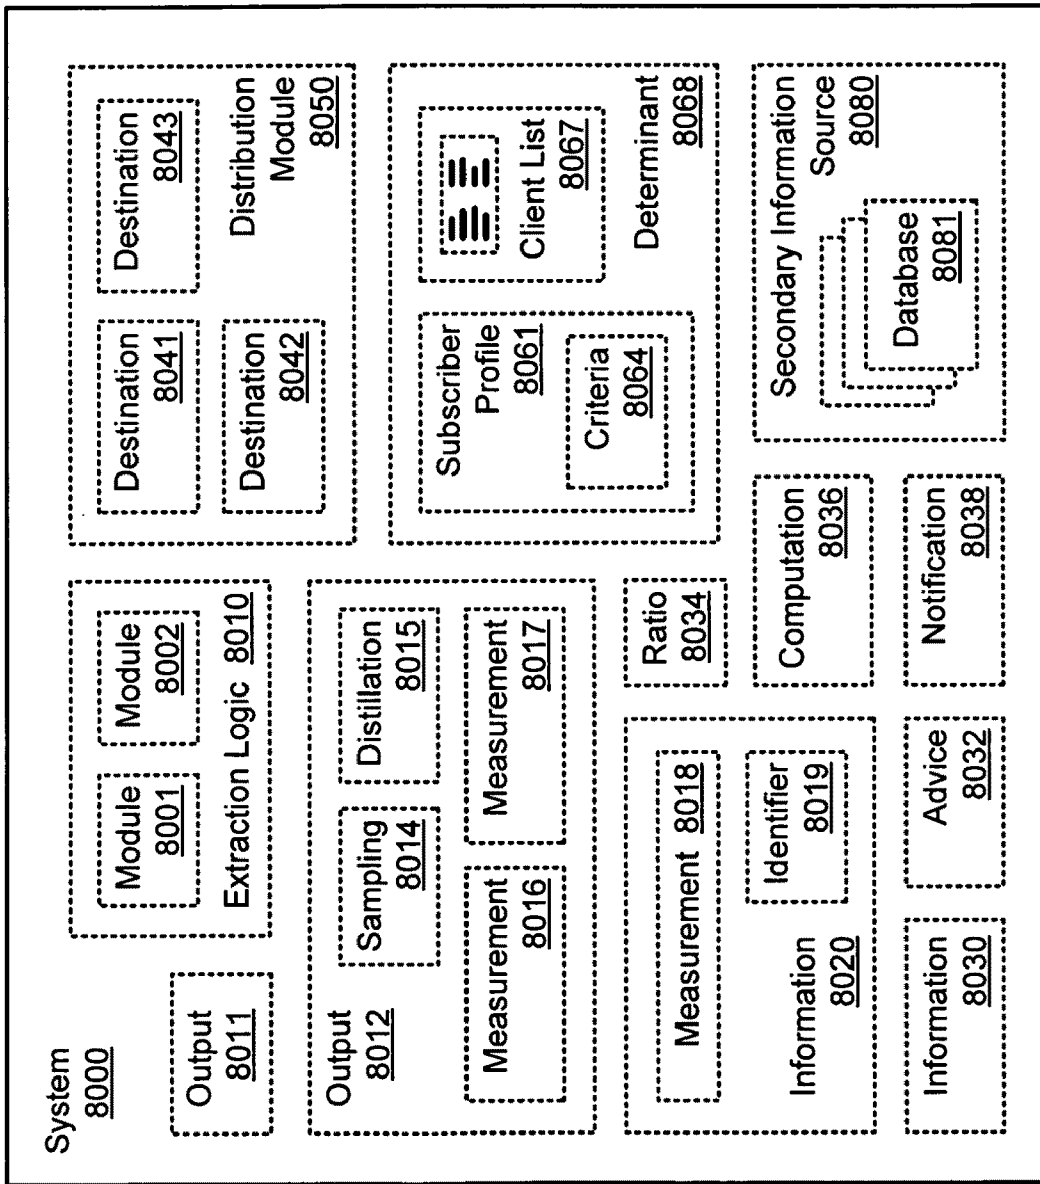 System
8000
Output
8011
Module
8001
Module
8002
Extraction Logic 8010
Destination
8041
Destination
8043
Destination
8042
Distribution
Module
8050
Output
8012
Sampling
8014
Distillation
8015
Measurement
8016
Measurement
8017
Subscriber
Profile
8061
Criteria
8064
Client List
8067
Determinant
8068
Measurement 8018
Identifier
8019
Information
8020
Ratio
8034
Computation
8036
Secondary Information
Source
8080
Database
8081
Information
8030
Advice
8032
Notification
8038